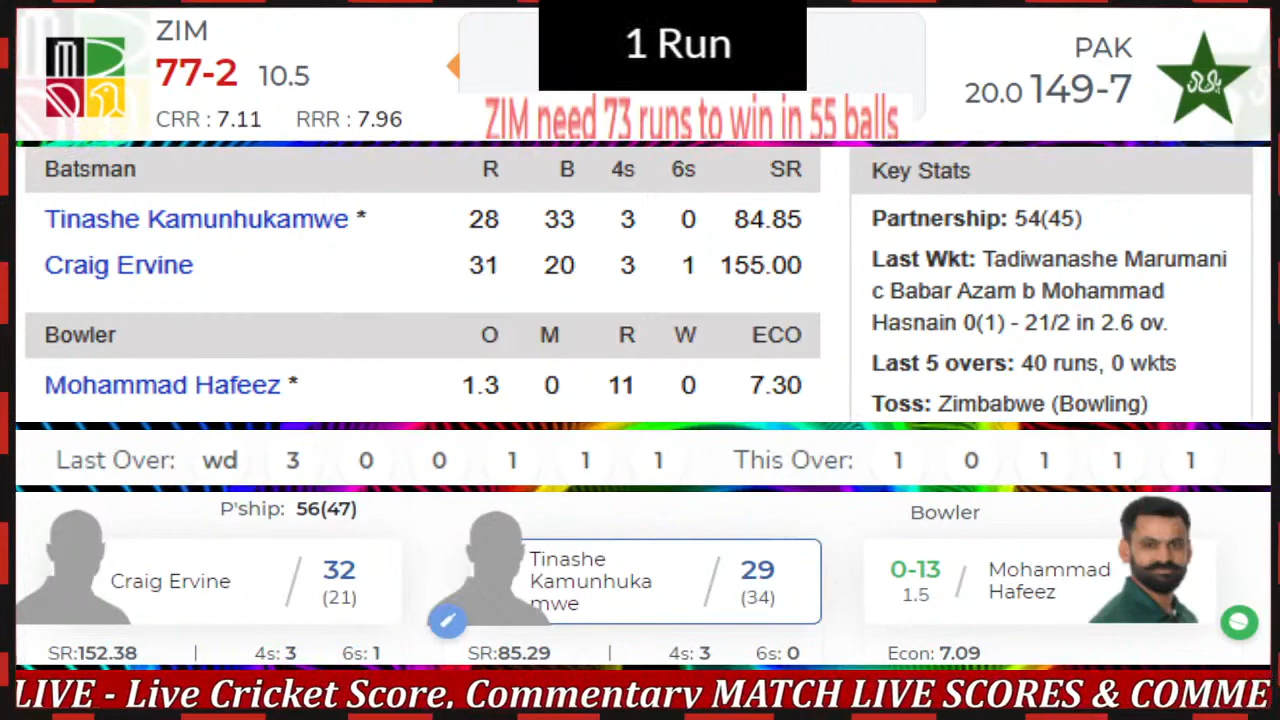 ZIM
77-2 10.5
CRR : 7.11 RRR : 7.96
1 Run
ZIM need 73 runs to win in 55 balls
PAK
20.0 149-7
Batsman R B 4s 6s SR
Tinashe Kamunhukamwe * 28 33 3 0 84.85
Craig Ervine 31 20 3 1 155.00
Bowler O M R W ECO
Mohammad Hafeez * 1.3 0 11 0 7.30
Key Stats
Partnership: 54(45)
Last Wkt: Tadiwanashe Marumani
c Babar Azam b Mohammad
Hasnain 0(1) - 21/2 in 2.6 ov.
Last 5 overs: 40 runs, 0 wkts
Toss: Zimbabwe (Bowling)
Last Over: wd 3 0 0 1 1 1 This Over: 1 0 1 1 1
P'ship: 56(47)
Craig Ervine 32
(21)
SR:152.38 | 4s: 3 6s: 1
Tinashe
Kamunhuka
mwe
29
(34)
SR:85.29 | 4s: 3 6s: 0
Bowler
0-13
1.5
Mohammad
Hafeez
Econ: 7.09
LIVE - Live Cricket Score, Commentary MATCH LIVE SCORES & COMME